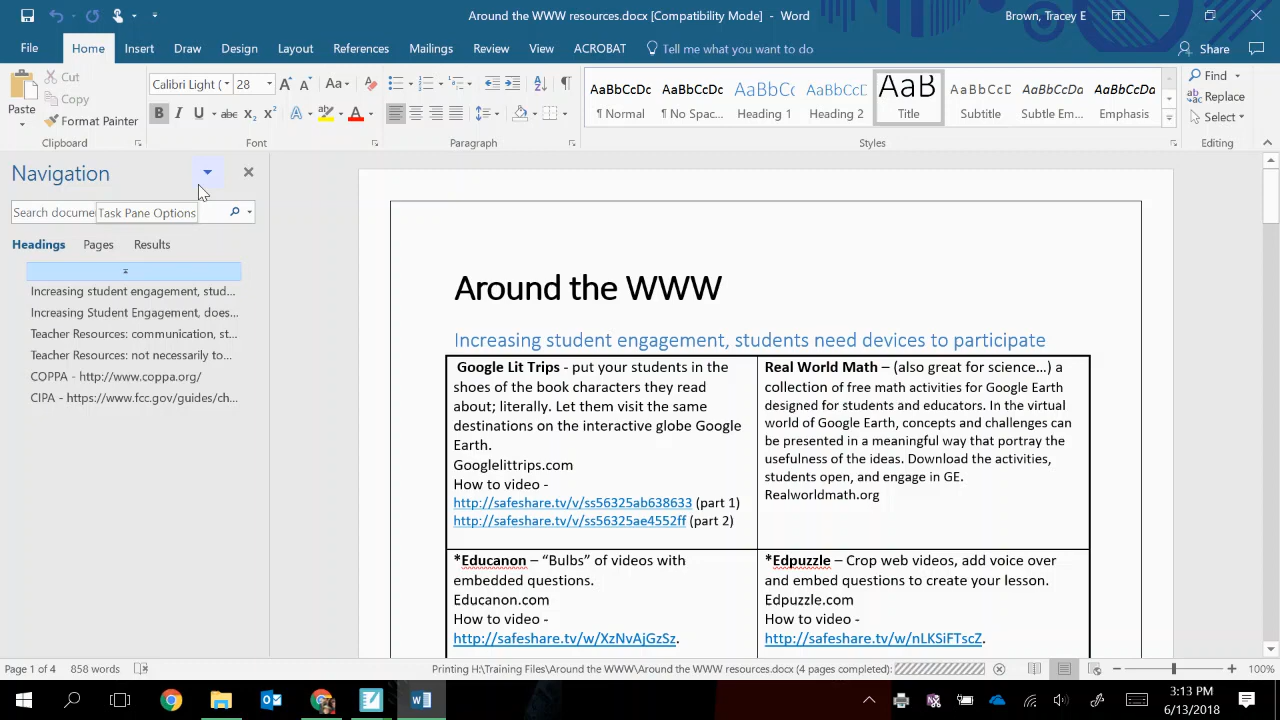 Around the WWW resources.docx [Compatibility Mode] - Word
Brown, Tracey E
File Home Insert Draw Design Layout References Mailings Review View ACROBAT Tell me what you want to do Share
Paste
Cut
Copy
Format Painter
Calibri Light ( 28
Aa
B I U abc X2 X2
A A
AaBbCcDc AaBbCcDc AaBbCc AaBbCcD AaB AaBbCcD AaBbCcDa AaBbCcDa
¶ Normal ¶ No Spac... Heading 1 Heading 2 Title Subtitle Subtle Em... Emphasis
Find
Replace
Select
Clipboard Font Paragraph Styles Editing
Navigation
Search docume
Task Pane Options
Headings Pages Results
Increasing student engagement, stud...
Increasing Student Engagement, does...
Teacher Resources: communication, st...
Teacher Resources: not necessarily to...
COPPA - http://www.coppa.org/
CIPA - https://www.fcc.gov/guides/ch...
Around the WWW
Increasing student engagement, students need devices to participate
Google Lit Trips - put your students in the
shoes of the book characters they read
about; literally. Let them visit the same
destinations on the interactive globe Google
Earth.
Googlelittrips.com
How to video -
http://safeshare.tv/v/ss56325ab638633 (part 1)
http://safeshare.tv/v/ss56325ae4552ff (part 2)
Real World Math – (also great for science…) a
collection of free math activities for Google Earth
designed for students and educators. In the virtual
world of Google Earth, concepts and challenges can
be presented in a meaningful way that portray the
usefulness of the ideas. Download the activities,
students open, and engage in GE.
Realworldmath.org
*Educanon – “Bulbs” of videos with
embedded questions.
Educanon.com
How to video -
http://safeshare.tv/w/XzNvAjGzSz.
*Edpuzzle – Crop web videos, add voice over
and embed questions to create your lesson.
Edpuzzle.com
How to video -
http://safeshare.tv/w/nLKSiFTscZ.
Page 1 of 4 858 words Printing H:\Training Files\Around the WWW\Around the WWW resources.docx (4 pages completed): 100%
3:13 PM
6/13/2018